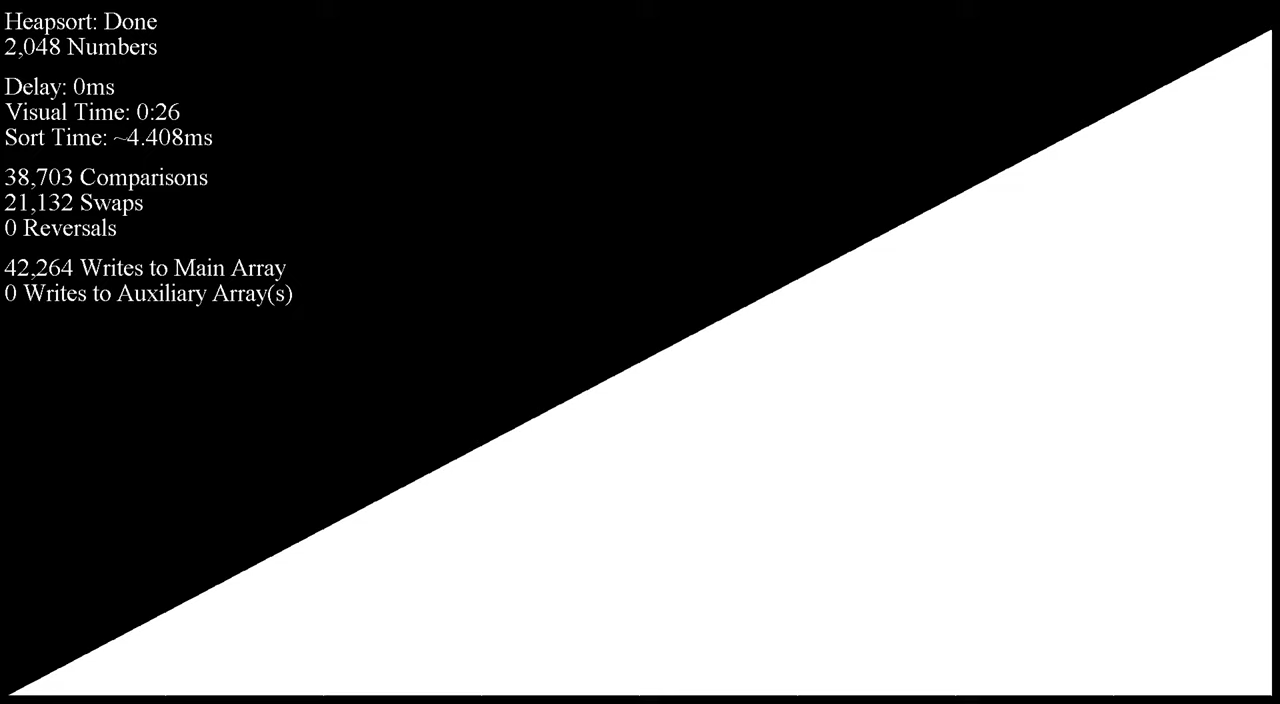 Heapsort: Done
2,048 Numbers
Delay: 0ms
Visual Time: 0:26
Sort Time: ~4.408ms
38,703 Comparisons
21,132 Swaps
0 Reversals
42,264 Writes to Main Array
0 Writes to Auxiliary Array(s)